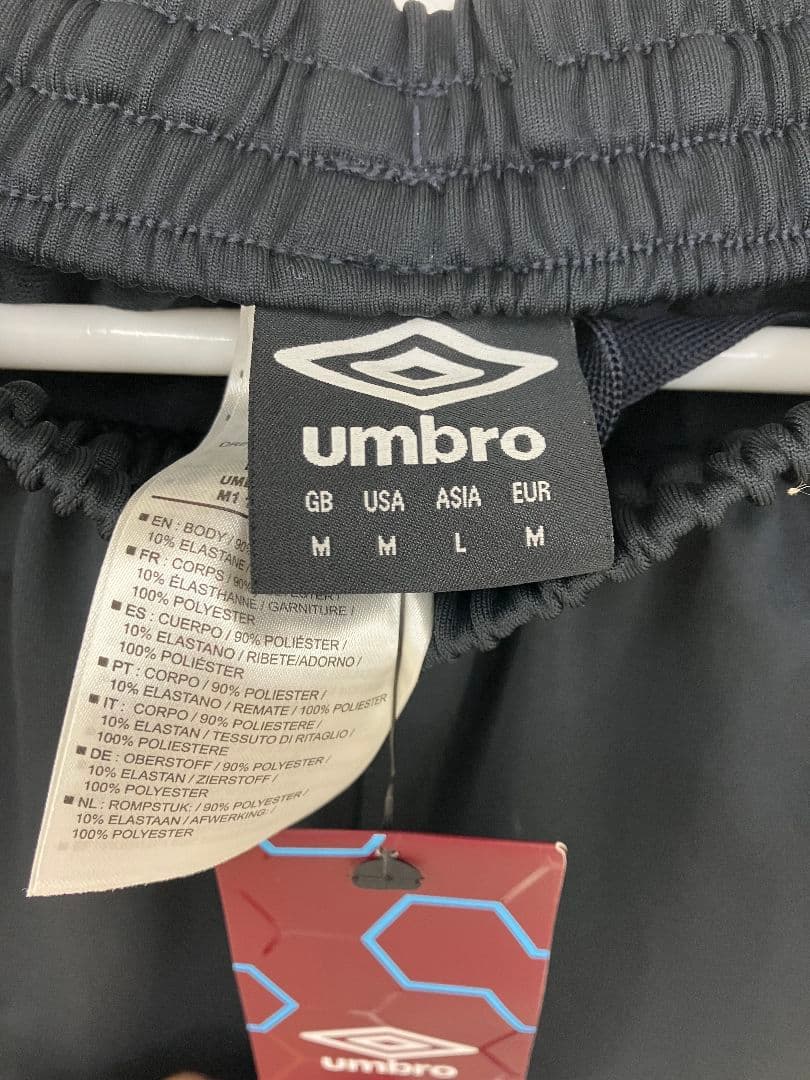 umbro
GB USA ASIA EUR
M M L M
M1
EN : BODY / 90%
10% ELASTANE
FR : CORPS / 90%
10% ÉLASTHANNE / GARNITURE /
100% POLYESTER
ES : CUERPO / 90% POLIÉSTER /
10% ELASTANO / RIBETE/ADORNO /
100% POLIÉSTER
PT : CORPO / 90% POLIESTER /
10% ELASTANO / REMATE / 100% POLIESTER
IT : CORPO / 90% POLIESTERE /
10% ELASTAN / TESSUTO DI RITAGLIO /
100% POLIESTERE
DE : OBERSTOFF / 90% POLYESTER /
10% ELASTAN / ZIERSTOFF /
100% POLYESTER
NL : ROMPSTUK: / 90% POLYESTER /
10% ELASTAAN / AFWERKING: /
100% POLYESTER
umbro